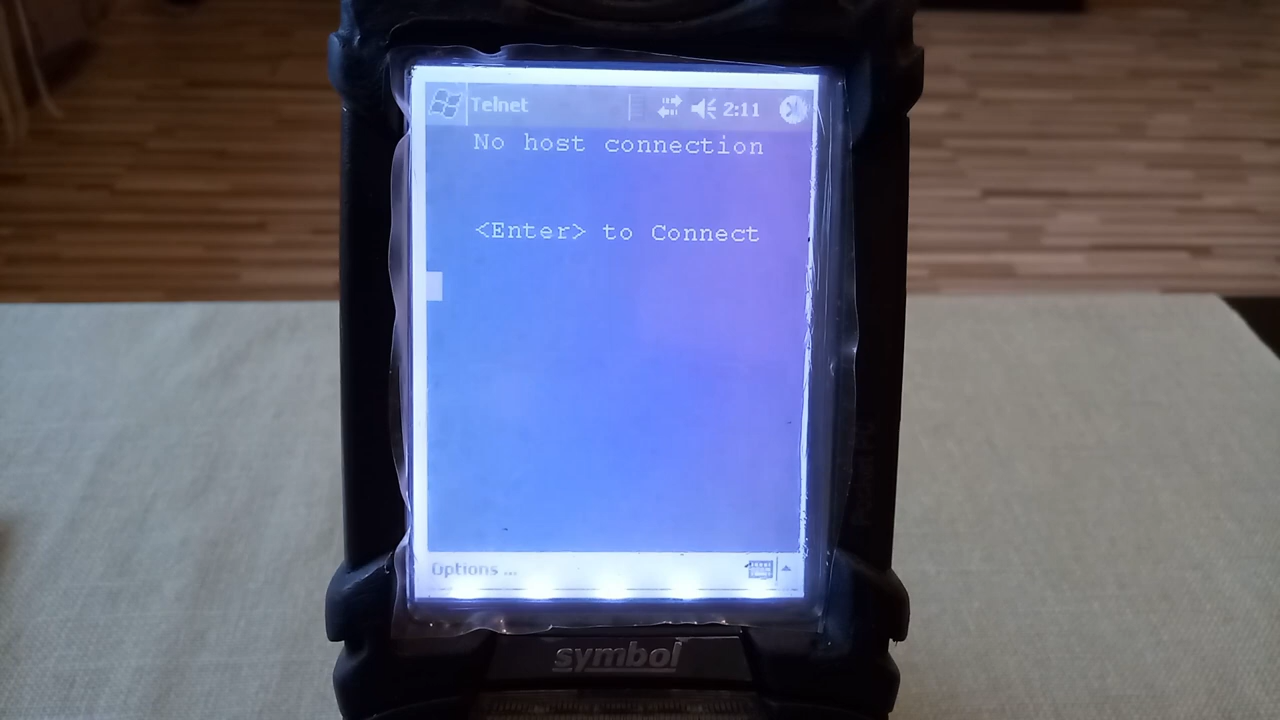 Telnet 2:11
No host connection
<Enter> to Connect
Options ...
symbol